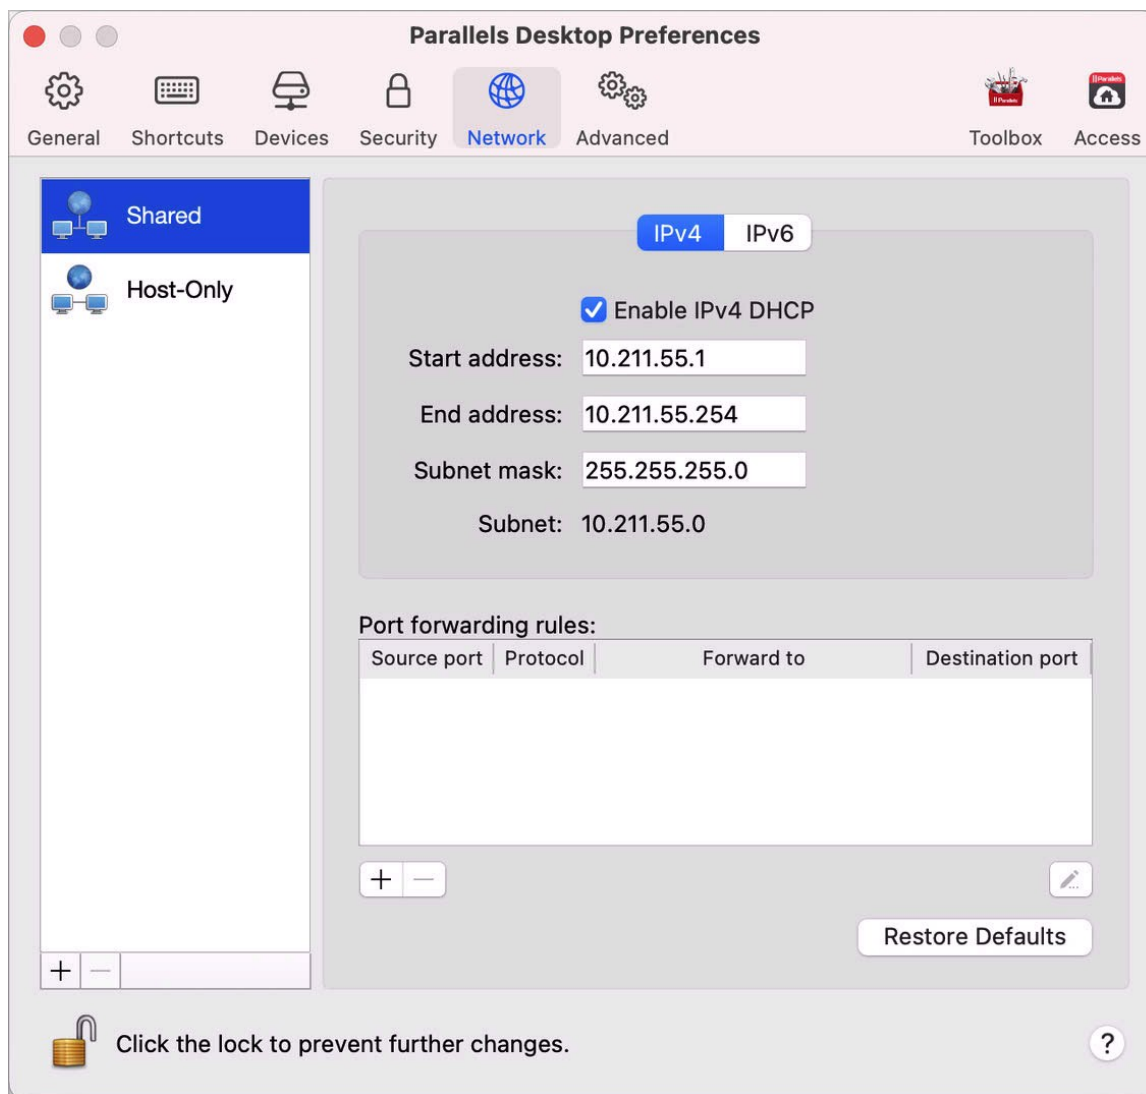 Parallels Desktop Preferences
General Shortcuts Devices Security Network Advanced Toolbox Access
Shared
Host-Only
IPv4 IPv6
Enable IPv4 DHCP
Start address: 10.211.55.1
End address: 10.211.55.254
Subnet mask: 255.255.255.0
Subnet: 10.211.55.0
Port forwarding rules:
Source port Protocol Forward to Destination port
Restore Defaults
Click the lock to prevent further changes.
?